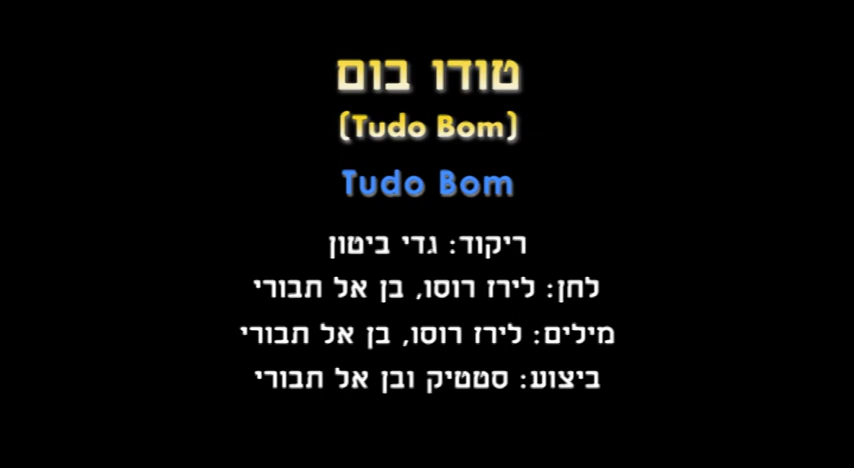 טודו בום
(Tudo Bom)
Tudo Bom
ריקוד: גדי ביטון
לחן: לירז רוסו, בן אל תבורי
מילים: לירז רוסו, בן אל תבורי
ביצוע: סטטיק ובן אל תבורי